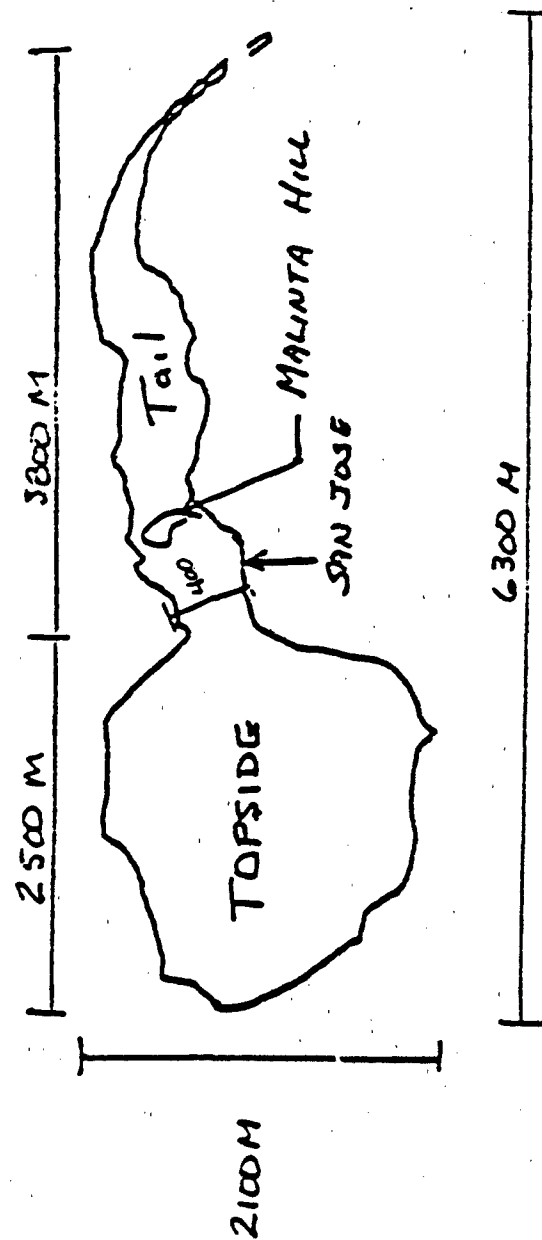 2500 M
3800 M
Tail
400
MALINTA HILL
TOPSIDE
SAN JOSE
2100M
6300 M